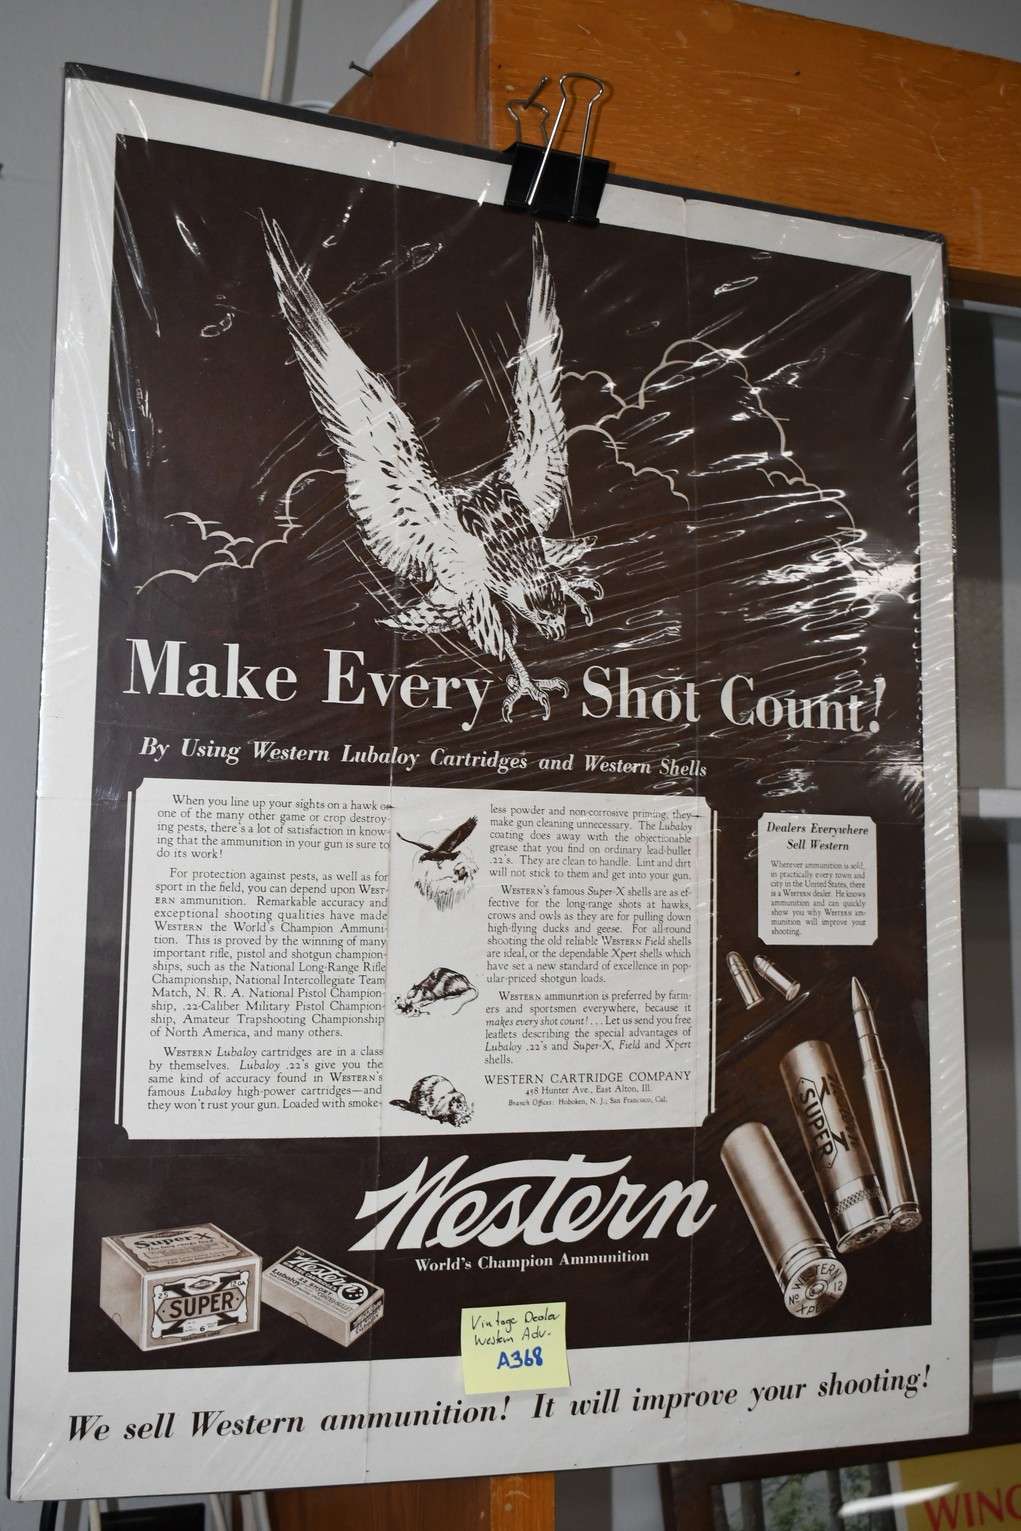 Make Every Shot Count!
By Using Western Lubaloy Cartridges and Western Shells
When you line up your sights on a hawk or
one of the many other game or crop destroy-
ing pests, there's a lot of satisfaction in know-
ing that the ammunition in your gun is sure to
do its work!
For protection against pests, as well as for
sport in the field, you can depend upon WEST-
ERN ammunition. Remarkable accuracy and
exceptional shooting qualities have made
WESTERN the World's Champion Ammuni-
tion. This is proved by the winning of many
important rifle, pistol and shotgun champion-
ships, such as the National Long-Range Rifle
Championship, National Intercollegiate Team
Match, N. R. A. National Pistol Champion-
ship, .22-Caliber Military Pistol Champion-
ship, Amateur Trapshooting Championship
of North America, and many others.
WESTERN Lubaloy cartridges are in a class
by themselves. Lubaloy .22's give you the
same kind of accuracy found in WESTERN'S
famous Lubaloy high-power cartridges—and
they won't rust your gun. Loaded with smoke-
less powder and non-corrosive priming, they
make gun cleaning unnecessary. The Lubaloy
coating does away with the objectionable
grease that you find on ordinary lead-bullet
.22's. They are clean to handle. Lint and dirt
will not stick to them and get into your gun.
WESTERN'S famous Super-X shells are as ef-
fective for the long-range shots at hawks,
crows and owls as they are for pulling down
high-flying ducks and geese. For all-round
shooting the old reliable WESTERN Field shells
are ideal, or the dependable Xpert shells which
have set a new standard of excellence in pop-
ular-priced shotgun loads.
WESTERN ammunition is preferred by farm-
ers and sportsmen everywhere, because it
makes every shot count! . . . Let us send you free
leaflets describing the special advantages of
Lubaloy .22's and Super-X, Field and Xpert
shells.
WESTERN CARTRIDGE COMPANY
458 Hunter Ave., East Alton, Ill.
Branch Offices: Hoboken, N. J.; San Francisco, Cal.
Dealers Everywhere
Sell Western
Wherever ammunition is sold,
in practically every town and
city in the United States, there
is a WESTERN dealer. He knows
ammunition and can quickly
show you why WESTERN am-
munition will improve your
shooting.
Western
SUPER
WESTERN
No 12
XPERT
Western
World's Champion Ammunition
Super-X
25
12 GA.
SUPER
6
50
Western
Lubaloy
.22 SHORT
Vintage Dealer
Western Adv.
A368
We sell Western ammunition! It will improve your shooting!
WINC